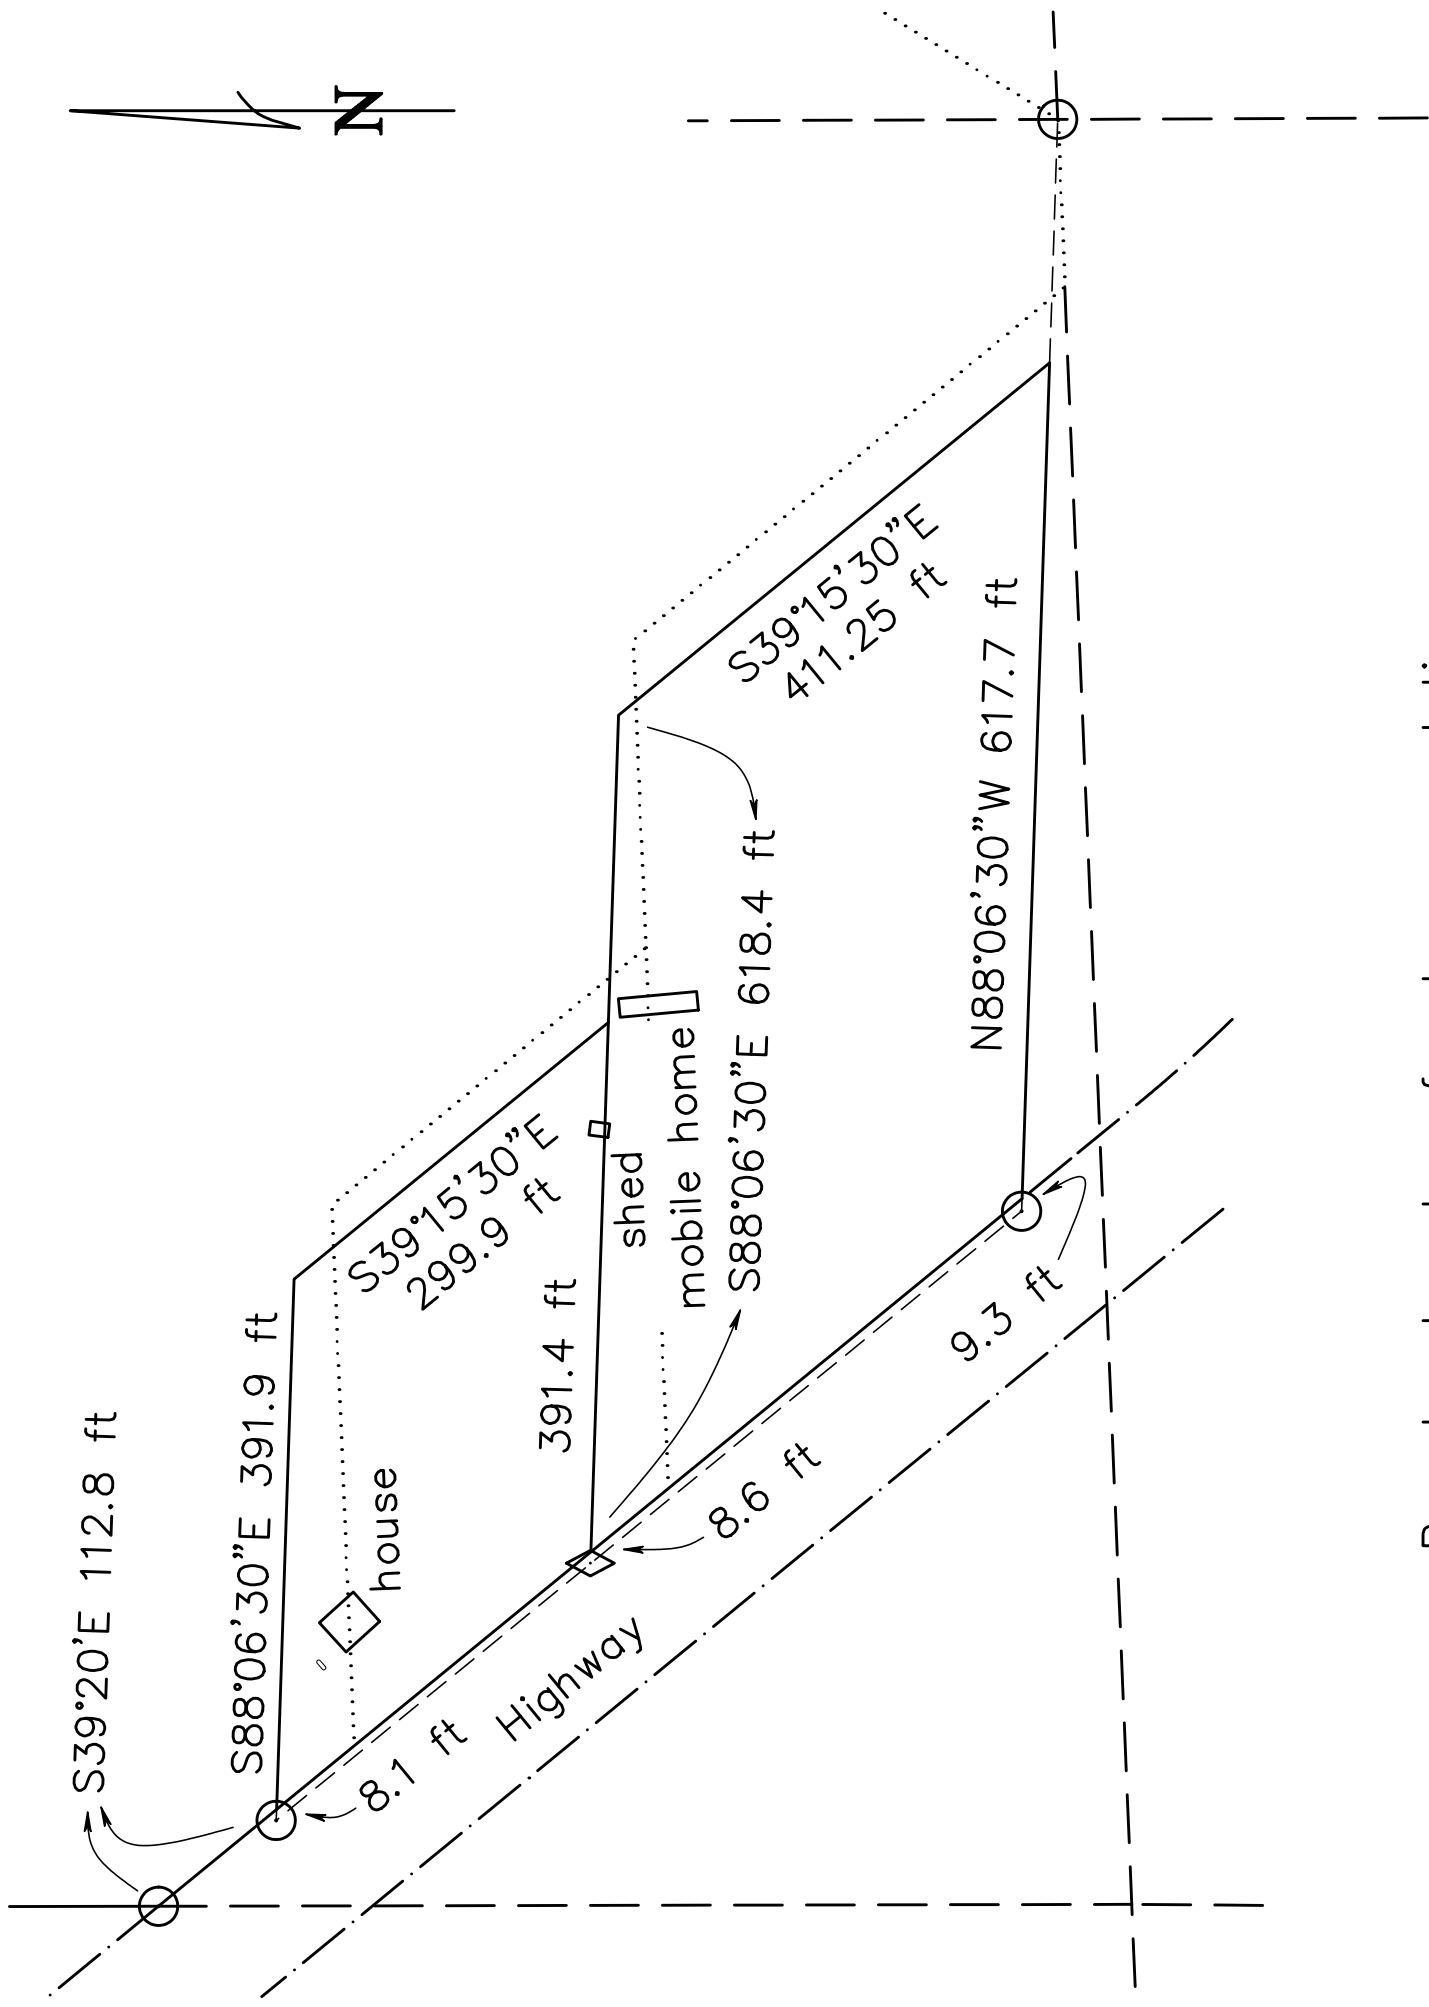 N
S39°20'E 112.8 ft
S88°06'30"E 391.9 ft
house
S39°15'30"E
299.9 ft
391.4 ft
shed
mobile home
S88°06'30"E 618.4 ft
S39°15'30"E
411.25 ft
N88°06'30"W 617.7 ft
8.1 ft
Highway
8.6 ft
9.3 ft